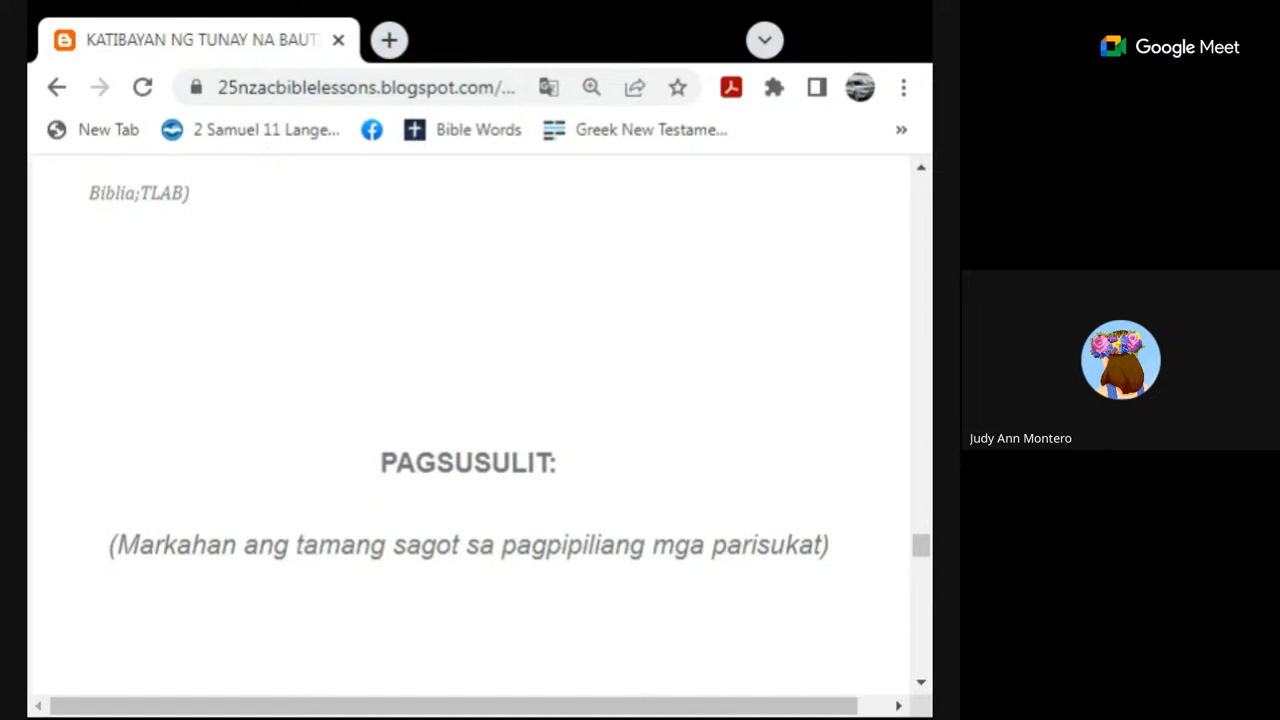 KATIBAYAN NG TUNAY NA BAUT
Google Meet
25nzacbiblelessons.blogspot.com/...
New Tab
2 Samuel 11 Lange...
Bible Words
Greek New Testame...
»
Biblia;TLAB)
Judy Ann Montero
PAGSUSULIT:
(Markahan ang tamang sagot sa pagpipiliang mga parisukat)